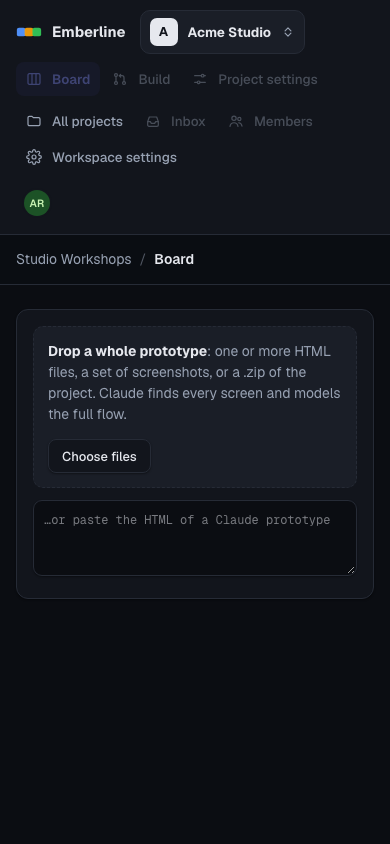 Emberline
A
Acme Studio
Board
Build
Project settings
All projects
Inbox
Members
Workspace settings
AR
Studio Workshops / Board
Drop a whole prototype: one or more HTML
files, a set of screenshots, or a .zip of the
project. Claude finds every screen and models
the full flow.
Choose files
…or paste the HTML of a Claude prototype